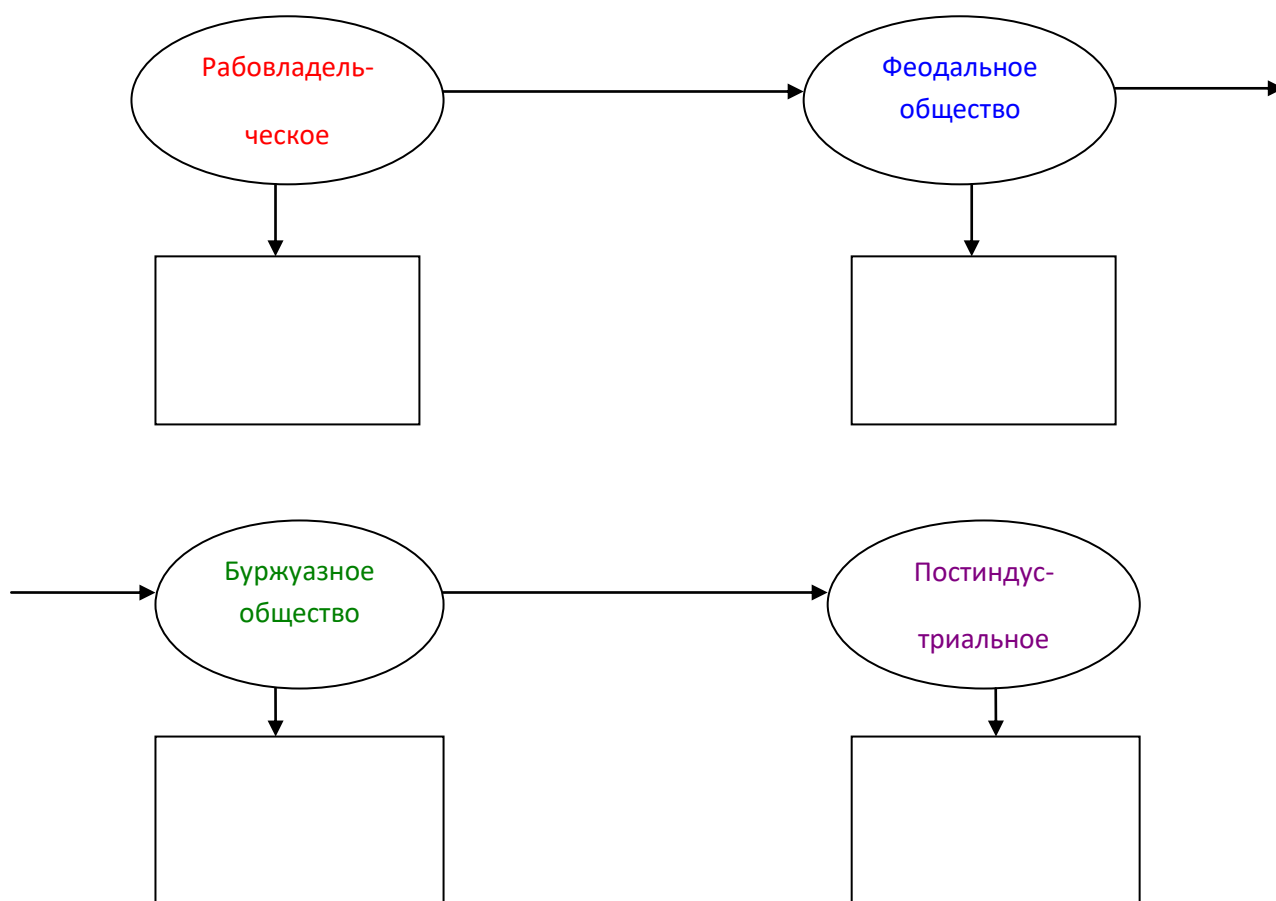 Рабовладель-
ческое
Феодальное
общество
Буржуазное
общество
Постиндус-
триальное